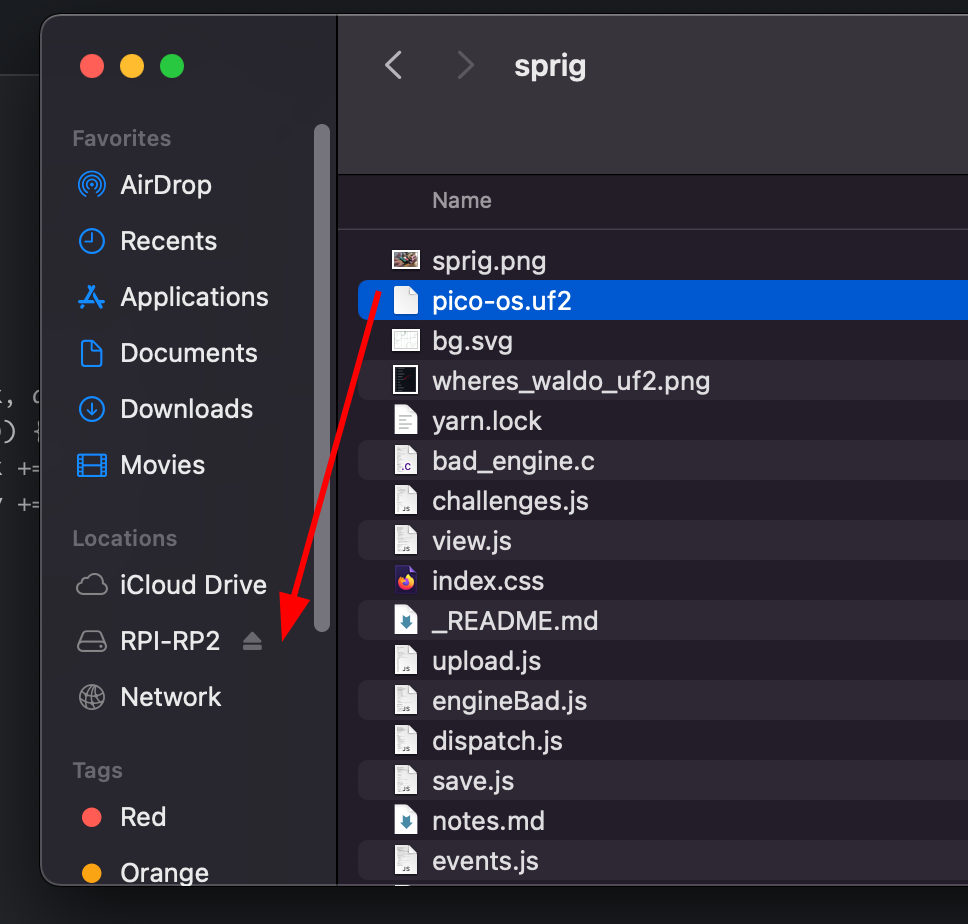 sprig
Favorites
AirDrop
Recents
Applications
Documents
Downloads
Movies
Locations
iCloud Drive
RPI-RP2
Network
Tags
Red
Orange
Name
sprig.png
pico-os.uf2
bg.svg
wheres_waldo_uf2.png
yarn.lock
bad_engine.c
challenges.js
view.js
index.css
_README.md
upload.js
engineBad.js
dispatch.js
save.js
notes.md
events.js
) {
+=
+=